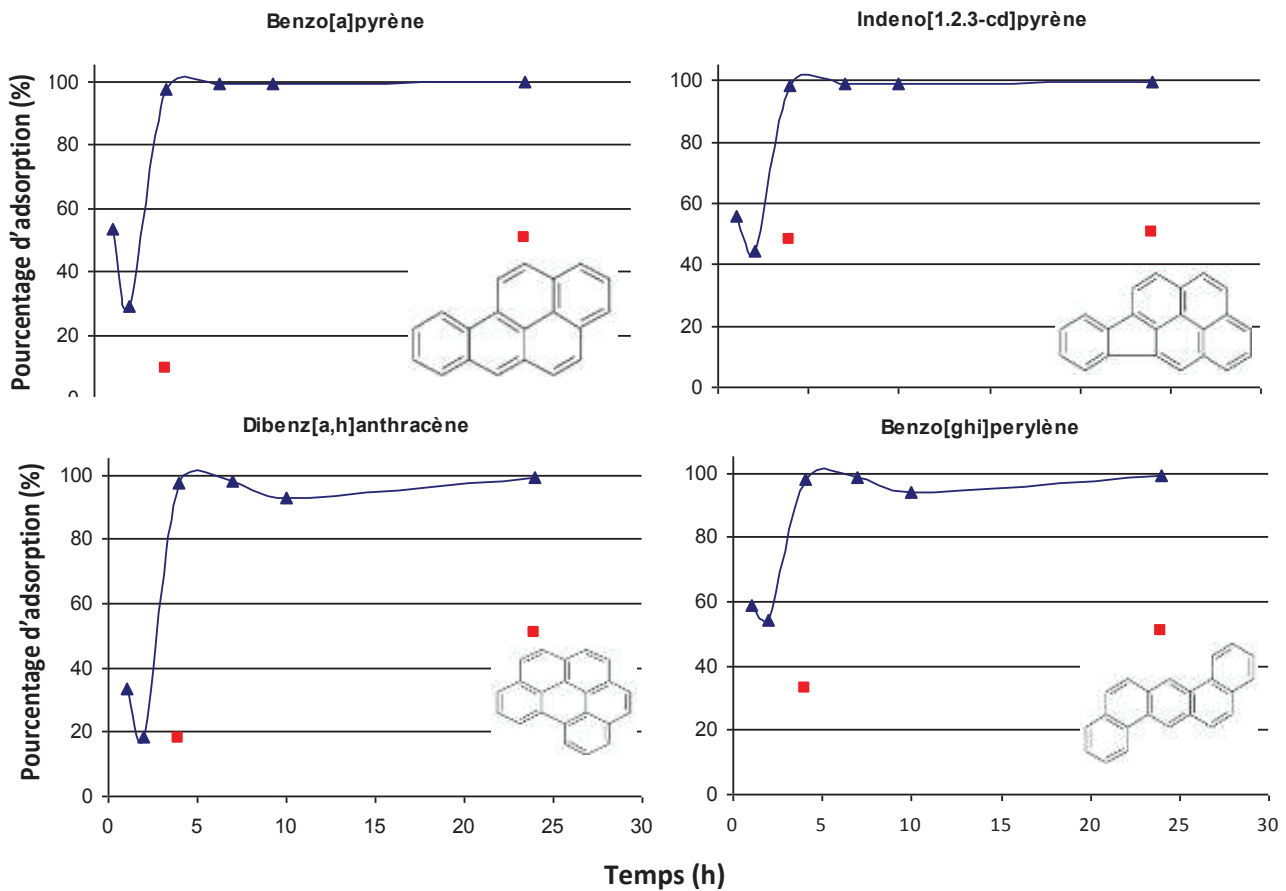 Benzo[a]pyrène
Indeno[1.2.3-cd]pyrène
Pourcentage d'adsorption (%)
100
80
60
40
20
0
100
80
60
40
20
0
Dibenz[a,h]anthracène
Benzo[ghi]perylène
Pourcentage d'adsorption (%)
100
80
60
40
20
0
0 5 10 15 20 25 30
100
80
60
40
20
0
0 5 10 15 20 25 30
Temps (h)